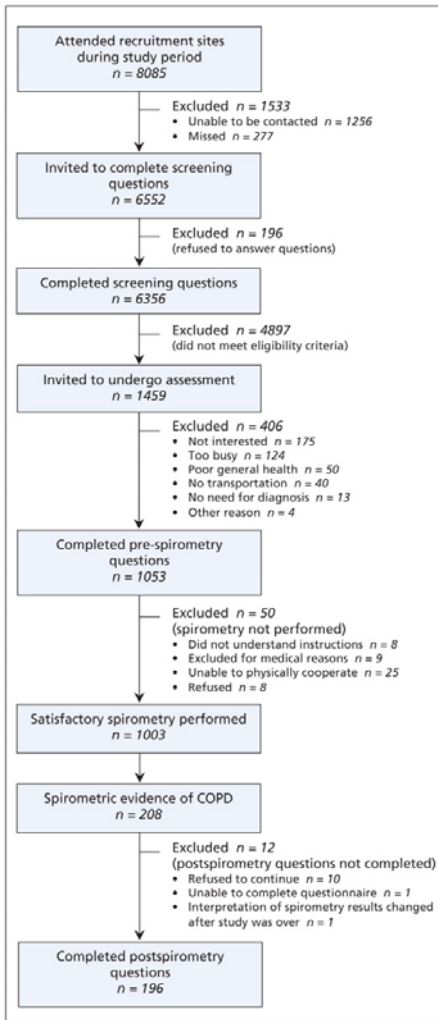 Attended recruitment sites
during study period
n = 8085
Excluded n = 1533
• Unable to be contacted n = 1256
• Missed n = 277
Invited to complete screening
questions
n = 6552
Excluded n = 196
(refused to answer questions)
Completed screening questions
n = 6356
Excluded n = 4897
(did not meet eligibility criteria)
Invited to undergo assessment
n = 1459
Excluded n = 406
• Not interested n = 175
• Too busy n = 124
• Poor general health n = 50
• No transportation n = 40
• No need for diagnosis n = 13
• Other reason n = 4
Completed pre-spirometry
questions
n = 1053
Excluded n = 50
(spirometry not performed)
• Did not understand instructions n = 8
• Excluded for medical reasons n = 9
• Unable to physically cooperate n = 25
• Refused n = 8
Satisfactory spirometry performed
n = 1003
Spirometric evidence of COPD
n = 208
Excluded n = 12
(postspirometry questions not completed)
• Refused to continue n = 10
• Unable to complete questionnaire n = 1
• Interpretation of spirometry results changed
after study was over n = 1
Completed postspirometry
questions
n = 196